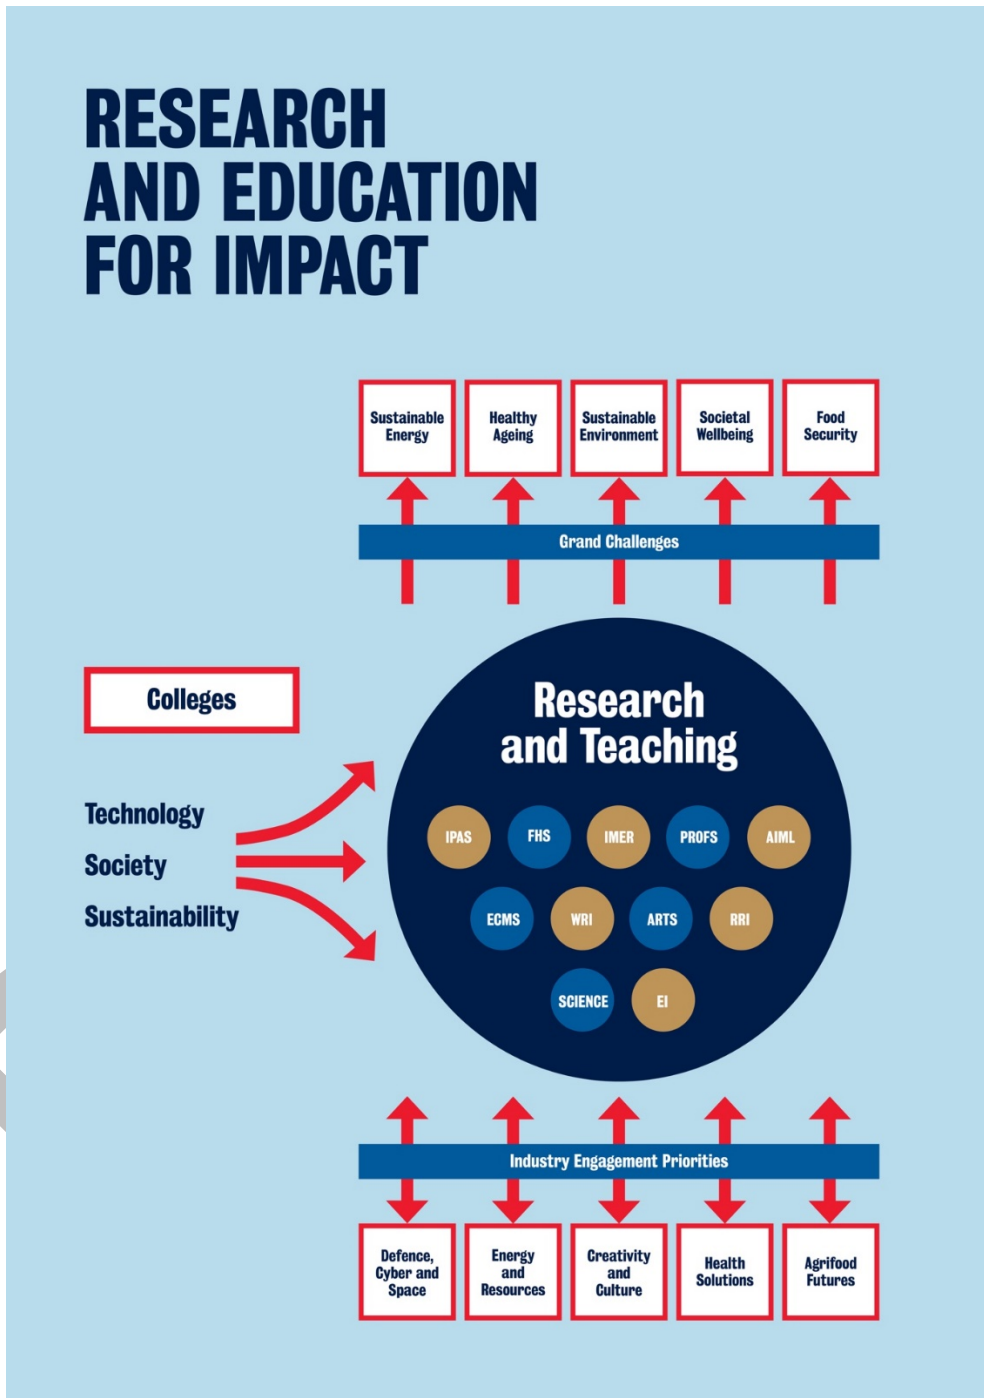 RESEARCH
AND EDUCATION
FOR IMPACT
Sustainable
Energy
Healthy
Ageing
Sustainable
Environment
Societal
Wellbeing
Food
Security
Grand Challenges
Colleges
Technology
Society
Sustainability
Research
and Teaching
IPAS
FHS
IMER
PROFS
AIML
ECMS
WRI
ARTS
RRI
SCIENCE
EI
Industry Engagement Priorities
Defence,
Cyber and
Space
Energy
and
Resources
Creativity
and
Culture
Health
Solutions
Agrifood
Futures